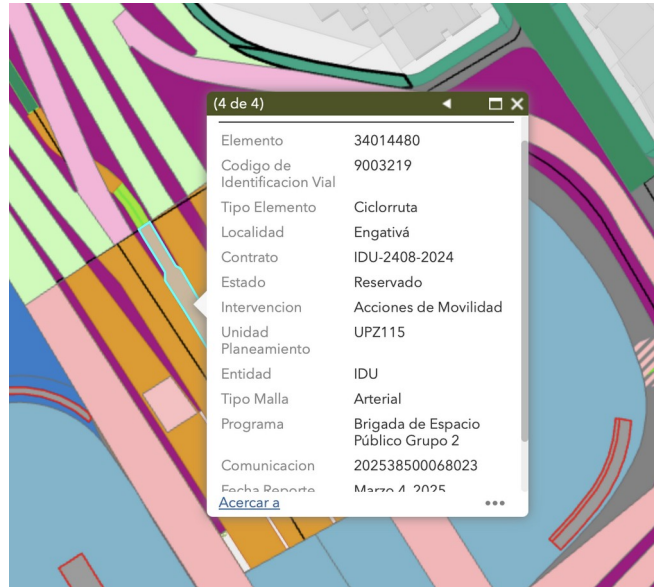 (4 de 4)
Elemento 34014480
Codigo de Identificacion Vial 9003219
Tipo Elemento Ciclorruta
Localidad Engativá
Contrato IDU-2408-2024
Estado Reservado
Intervencion Acciones de Movilidad
Unidad Planeamiento UPZ115
Entidad IDU
Tipo Malla Arterial
Programa Brigada de Espacio Público Grupo 2
Comunicacion 202538500068023
Fecha Reporte Marzo 4, 2025
Acercar a